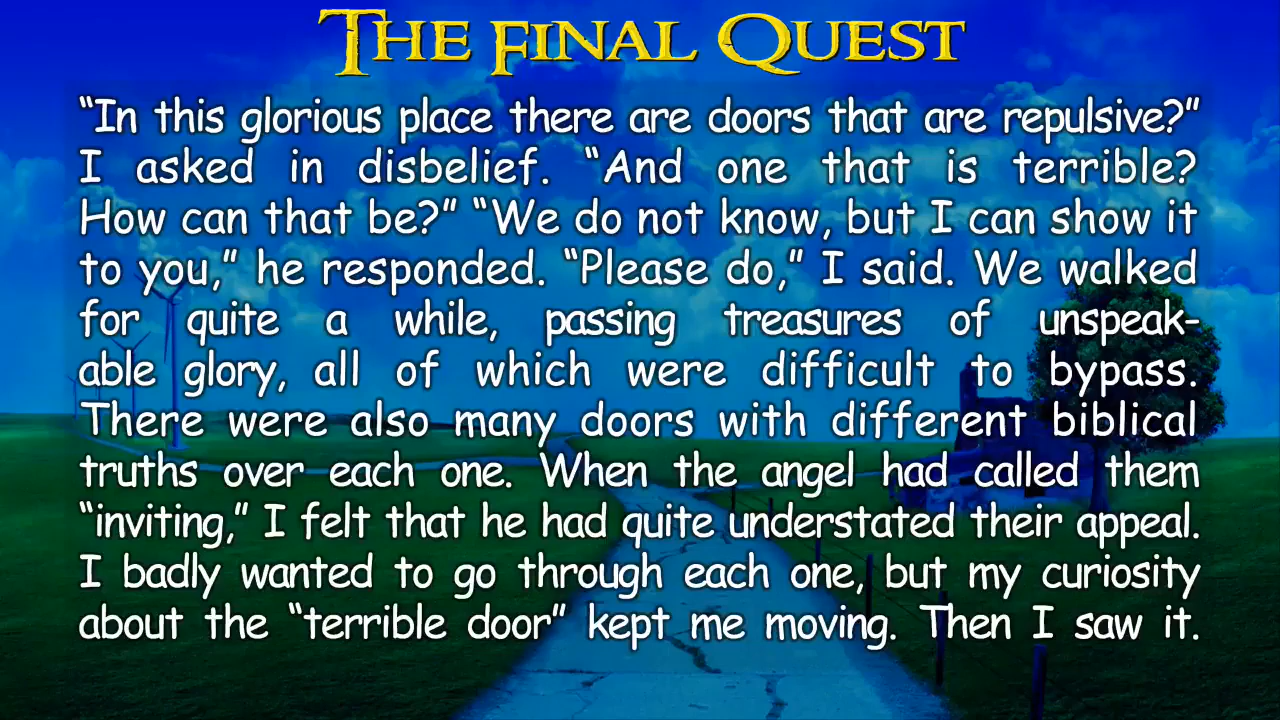 The Final Quest
“In this glorious place there are doors that are repulsive?”
I asked in disbelief. “And one that is terrible?
How can that be?” “We do not know, but I can show it
to you,” he responded. “Please do,” I said. We walked
for quite a while, passing treasures of unspeak-
able glory, all of which were difficult to bypass.
There were also many doors with different biblical
truths over each one. When the angel had called them
“inviting,” I felt that he had quite understated their appeal.
I badly wanted to go through each one, but my curiosity
about the “terrible door” kept me moving. Then I saw it.